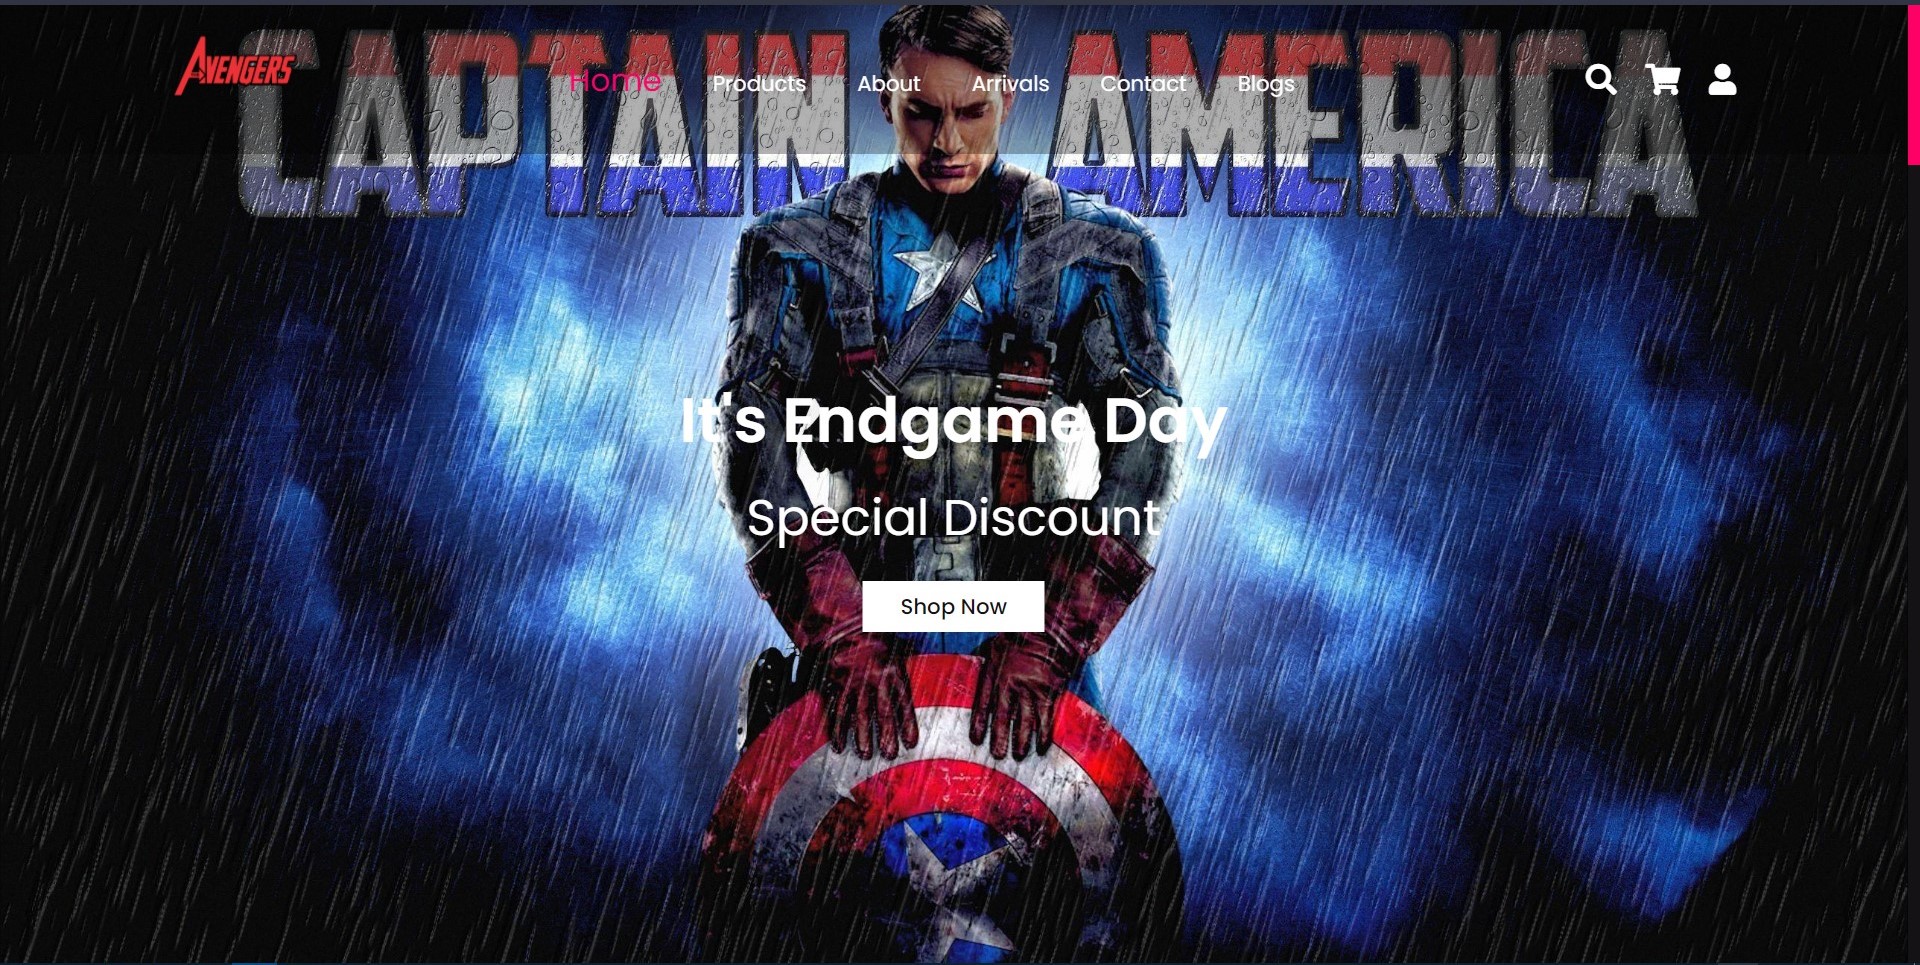 CAPTAIN AMERICA
AVENGERS
Home Products About Arrivals Contact Blogs
It's Endgame Day
Special Discount
Shop Now